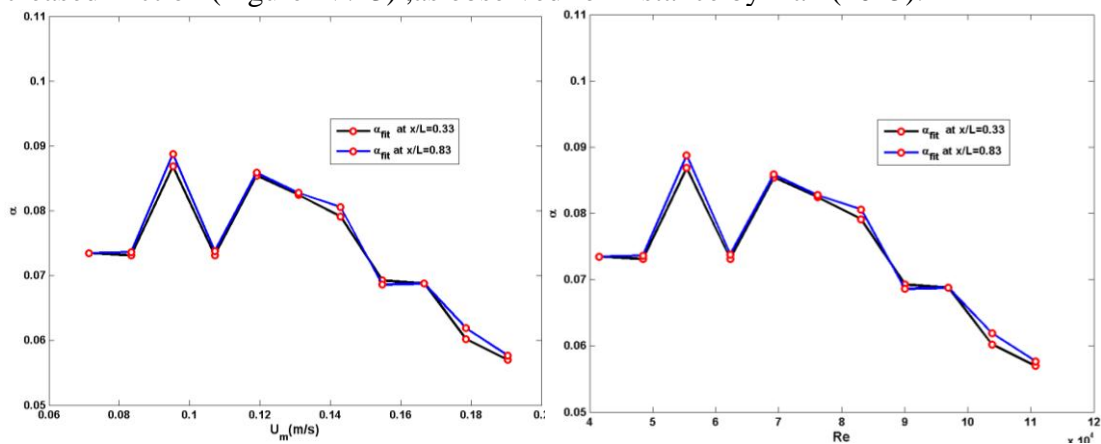 0.11
0.1
0.09
0.08
0.07
0.06
0.05
α
0.06 0.08 0.1 0.12 0.14 0.16 0.18
U_m(m/s)
α_fit at x/L=0.33
α_fit at x/L=0.83
0.11
0.1
0.09
0.08
0.07
0.06
0.05
α
4 5 6 7 8 9 10 11 12
Re
x 10^4
α_fit at x/L=0.33
α_fit at x/L=0.83